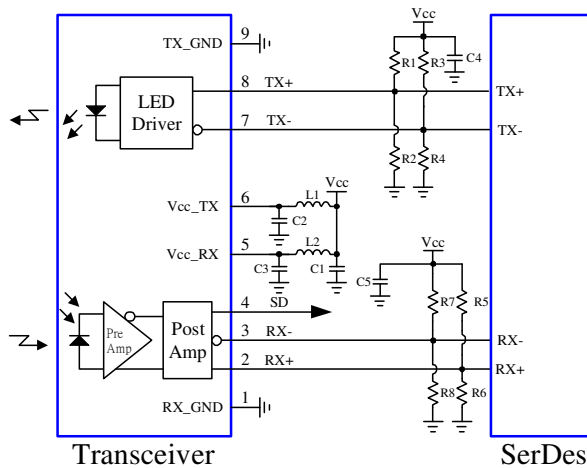 Vcc
TX_GND
9
R1
R3
C4
8
TX+
TX+
LED
Driver
7
TX-
TX-
R2
R4
Vcc_TX
6
L1
Vcc
C2
Vcc_RX
5
L2
C3
C1
Vcc
C5
R7
R5
4
SD
Pre
Amp
Post
Amp
3
RX-
RX-
2
RX+
RX+
R8
R6
RX_GND
1
Transceiver
SerDes